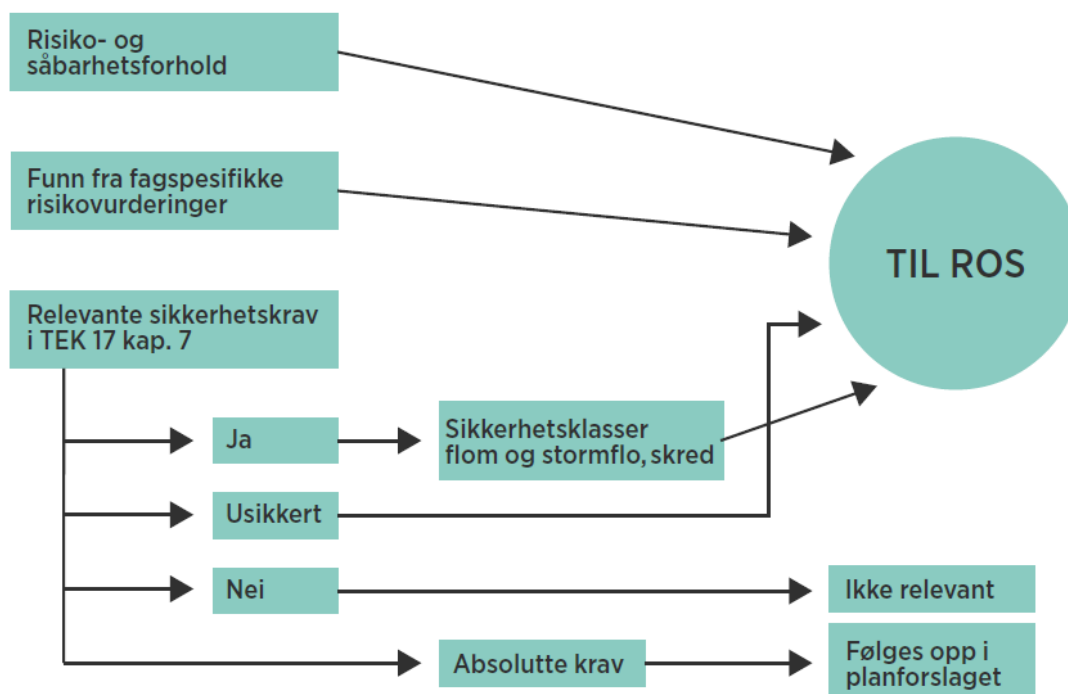 Risiko- og
såbarhetsforhold
Funn fra fagspesifikke
risikovurderinger
TIL ROS
Relevante sikkerhetskrav
i TEK 17 kap. 7
Ja
Sikkerhetsklasser
flom og stormflo, skred
Usikkert
Nei
Ikke relevant
Absolutte krav
Følges opp i
planforslaget